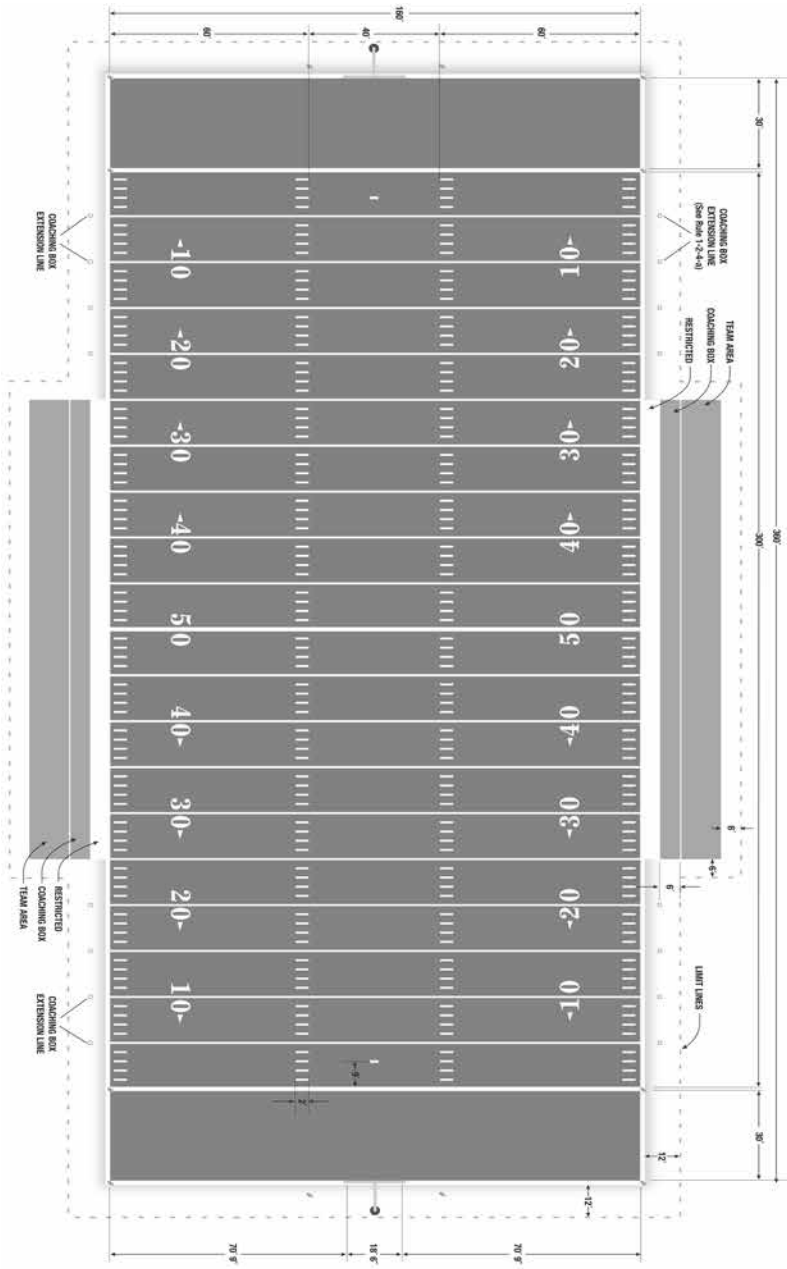 160'
60'
40'
60'
30'
COACHING BOX
EXTENSION LINE
COACHING BOX
EXTENSION LINE
(See Rule 1-2-4-a)
TEAM AREA
COACHING BOX
RESTRICTED
10
10
20
20
30
30
40
40
50
50
40
40
30
30
20
20
10
10
360'
300'
6'
6'
6'
RESTRICTED
COACHING BOX
TEAM AREA
COACHING BOX
EXTENSION LINE
LIMIT LINES
9'
2'
30'
12'
12'
70' 9"
18' 6"
70' 9"